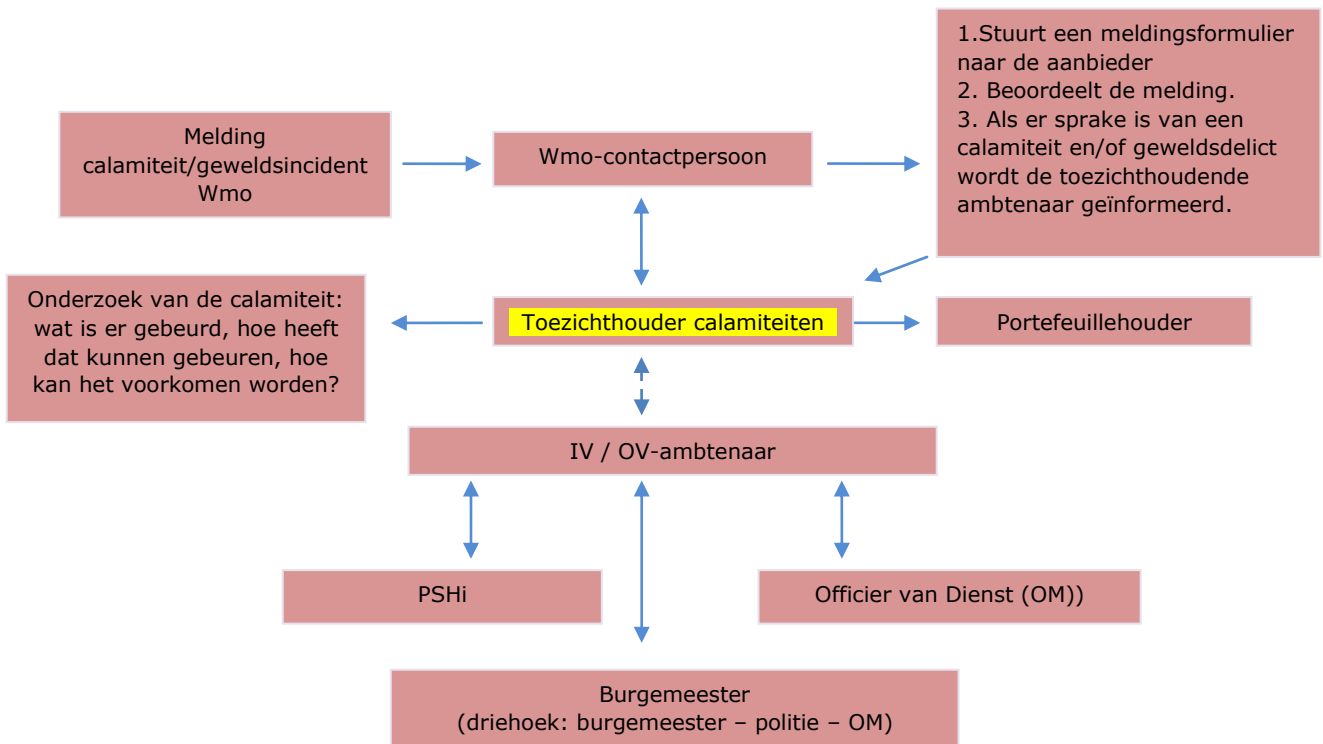 1.Stuurt een meldingsformulier
naar de aanbieder
2. Beoordeelt de melding.
3. Als er sprake is van een
calamiteit en/of geweldsdelict
wordt de toezichthoudende
ambtenaar geïnformeerd.
Melding
calamiteit/geweldsincident
Wmo
Wmo-contactpersoon
Onderzoek van de calamiteit:
wat is er gebeurd, hoe heeft
dat kunnen gebeuren, hoe
kan het voorkomen worden?
Toezichthouder calamiteiten
Portefeuillehouder
IV / OV-ambtenaar
PSHi
Officier van Dienst (OM))
Burgemeester
(driehoek: burgemeester – politie – OM)